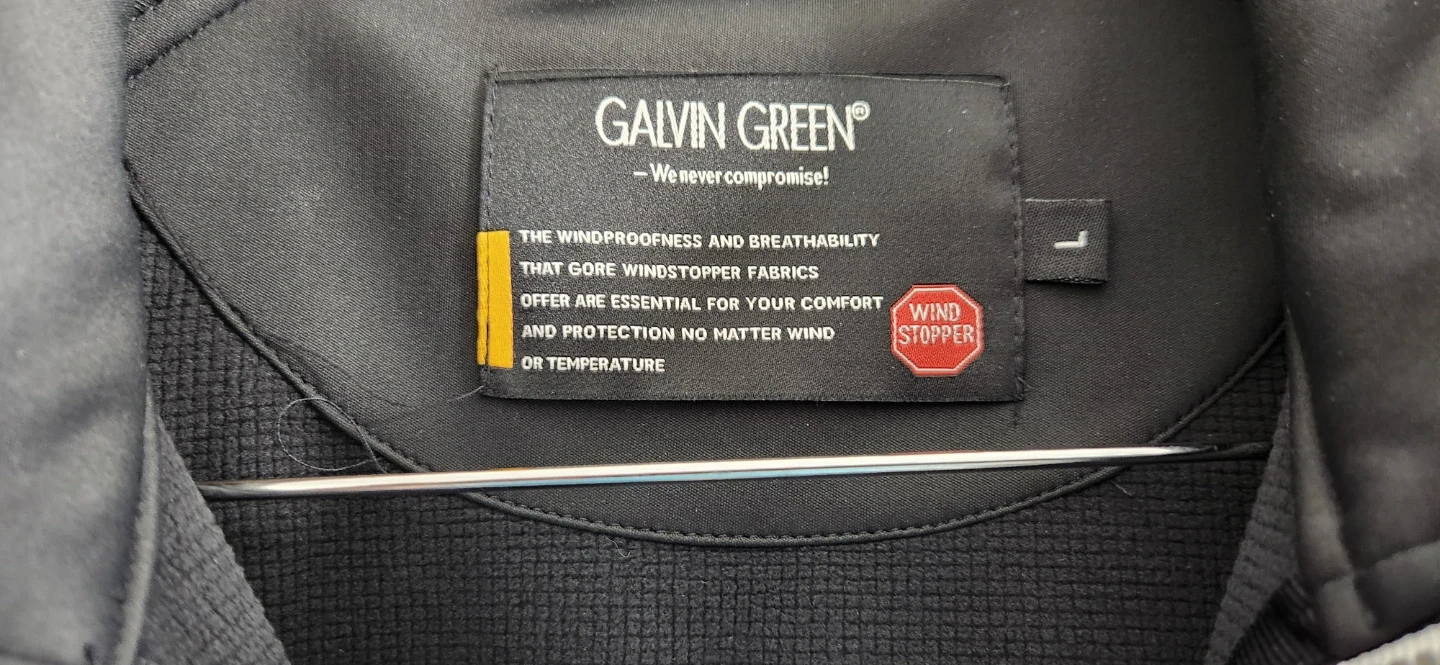 GALVIN GREEN®
– We never compromise!
THE WINDPROOFNESS AND BREATHABILITY
THAT GORE WINDSTOPPER FABRICS
OFFER ARE ESSENTIAL FOR YOUR COMFORT
AND PROTECTION NO MATTER WIND
OR TEMPERATURE
WIND
STOPPER
L